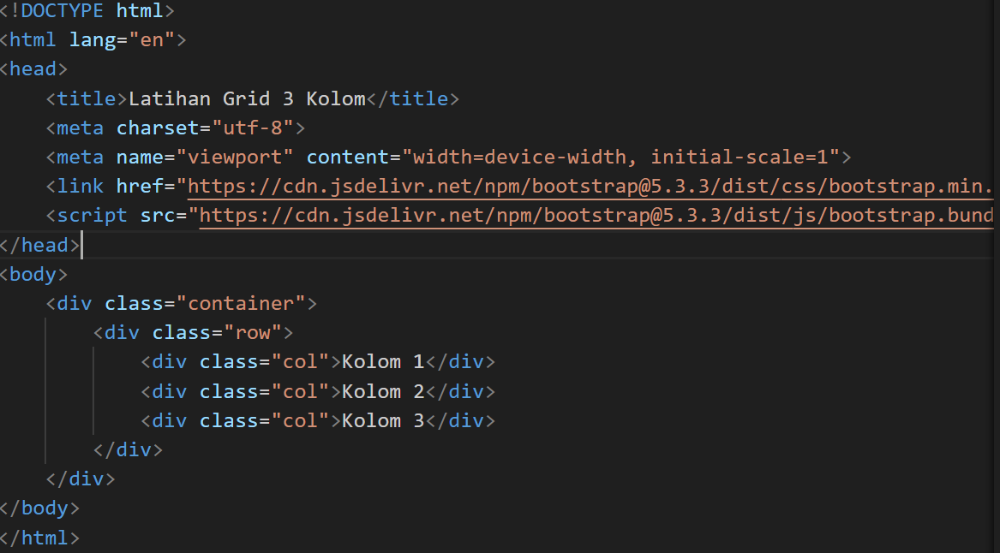 <!DOCTYPE html>
<html lang="en">
<head>
    <title>Latihan Grid 3 Kolom</title>
    <meta charset="utf-8">
    <meta name="viewport" content="width=device-width, initial-scale=1">
    <link href="https://cdn.jsdelivr.net/npm/bootstrap@5.3.3/dist/css/bootstrap.min.
    <script src="https://cdn.jsdelivr.net/npm/bootstrap@5.3.3/dist/js/bootstrap.bund
</head>
<body>
    <div class="container">
        <div class="row">
            <div class="col">Kolom 1</div>
            <div class="col">Kolom 2</div>
            <div class="col">Kolom 3</div>
        </div>
    </div>
</body>
</html>